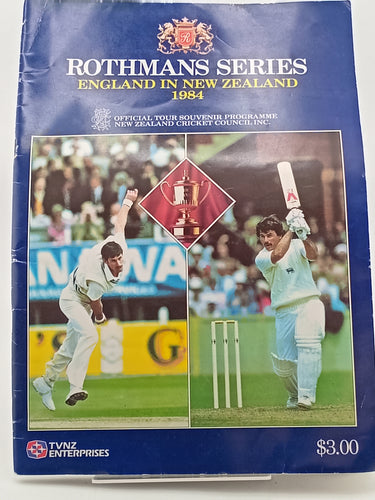 R
ROTHMANS SERIES
ENGLAND IN NEW ZEALAND
1984
OFFICIAL TOUR SOUVENIR PROGRAMME
NEW ZEALAND CRICKET COUNCIL INC.
ANAWA
G
TVNZ
ENTERPRISES
$3.00